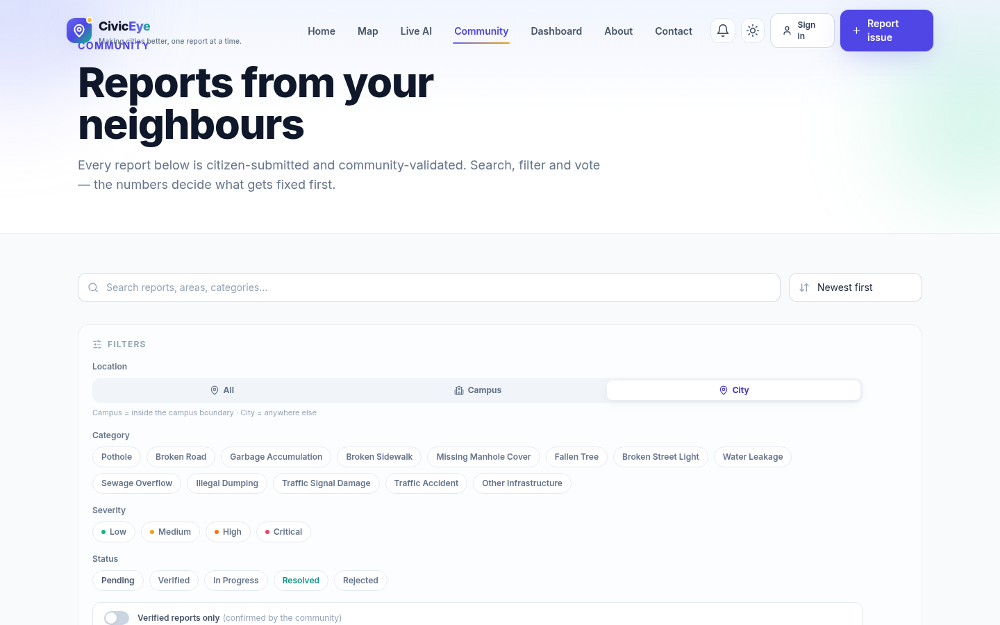 CivicEye
Making cities better, one report at a time.
Home
Map
Live AI
Community
Dashboard
About
Contact
Sign
in
Report
issue
COMMUNITY
Reports from your
neighbours
Every report below is citizen-submitted and community-validated. Search, filter and vote
— the numbers decide what gets fixed first.
Search reports, areas, categories...
Newest first
FILTERS
Location
All
Campus
City
Campus = inside the campus boundary · City = anywhere else
Category
Pothole
Broken Road
Garbage Accumulation
Broken Sidewalk
Missing Manhole Cover
Fallen Tree
Broken Street Light
Water Leakage
Sewage Overflow
Illegal Dumping
Traffic Signal Damage
Traffic Accident
Other Infrastructure
Severity
Low
Medium
High
Critical
Status
Pending
Verified
In Progress
Resolved
Rejected
Verified reports only (confirmed by the community)